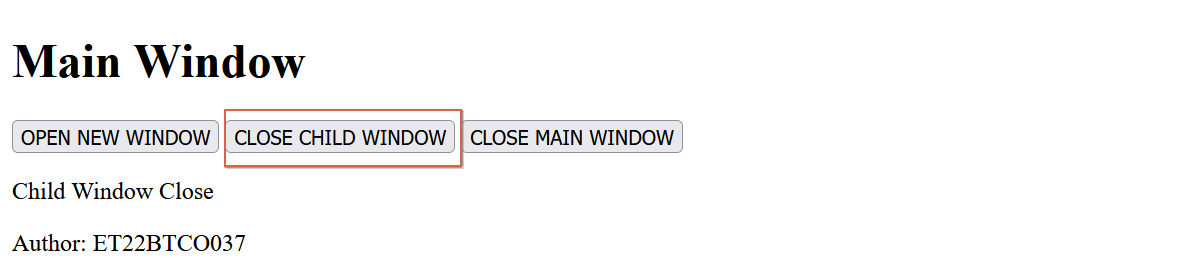 Main Window
OPEN NEW WINDOW CLOSE CHILD WINDOW CLOSE MAIN WINDOW
Child Window Close
Author: ET22BTCO037